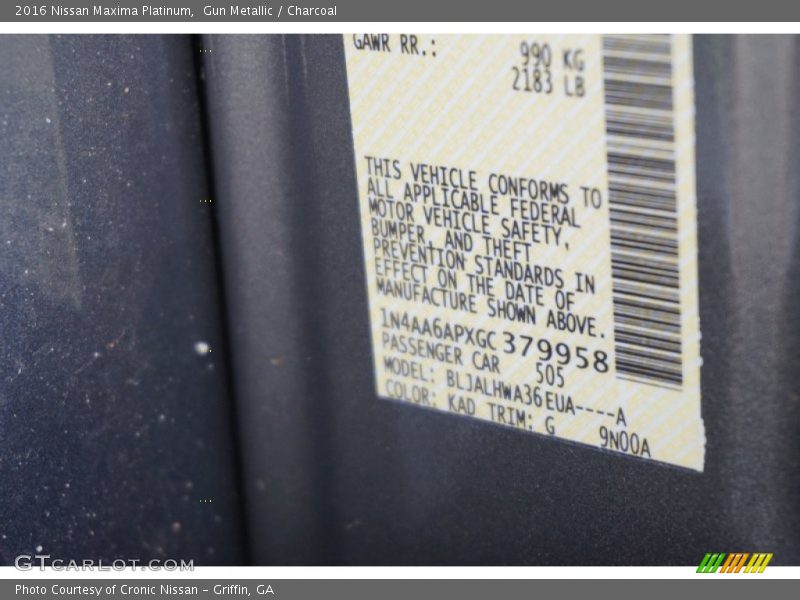 2016 Nissan Maxima Platinum,  Gun Metallic / Charcoal
GAWR RR.: 990 KG
2183 LB
THIS VEHICLE CONFORMS TO
ALL APPLICABLE FEDERAL
MOTOR VEHICLE SAFETY,
BUMPER, AND THEFT
PREVENTION STANDARDS IN
EFFECT ON THE DATE OF
MANUFACTURE SHOWN ABOVE.
1N4AA6APXGC379958
PASSENGER CAR 505
MODEL: BLJALHWA36EUA----A
COLOR: KAD TRIM: G 9N00A
GTCARLOT.COM
Photo Courtesy of Cronic Nissan - Griffin, GA